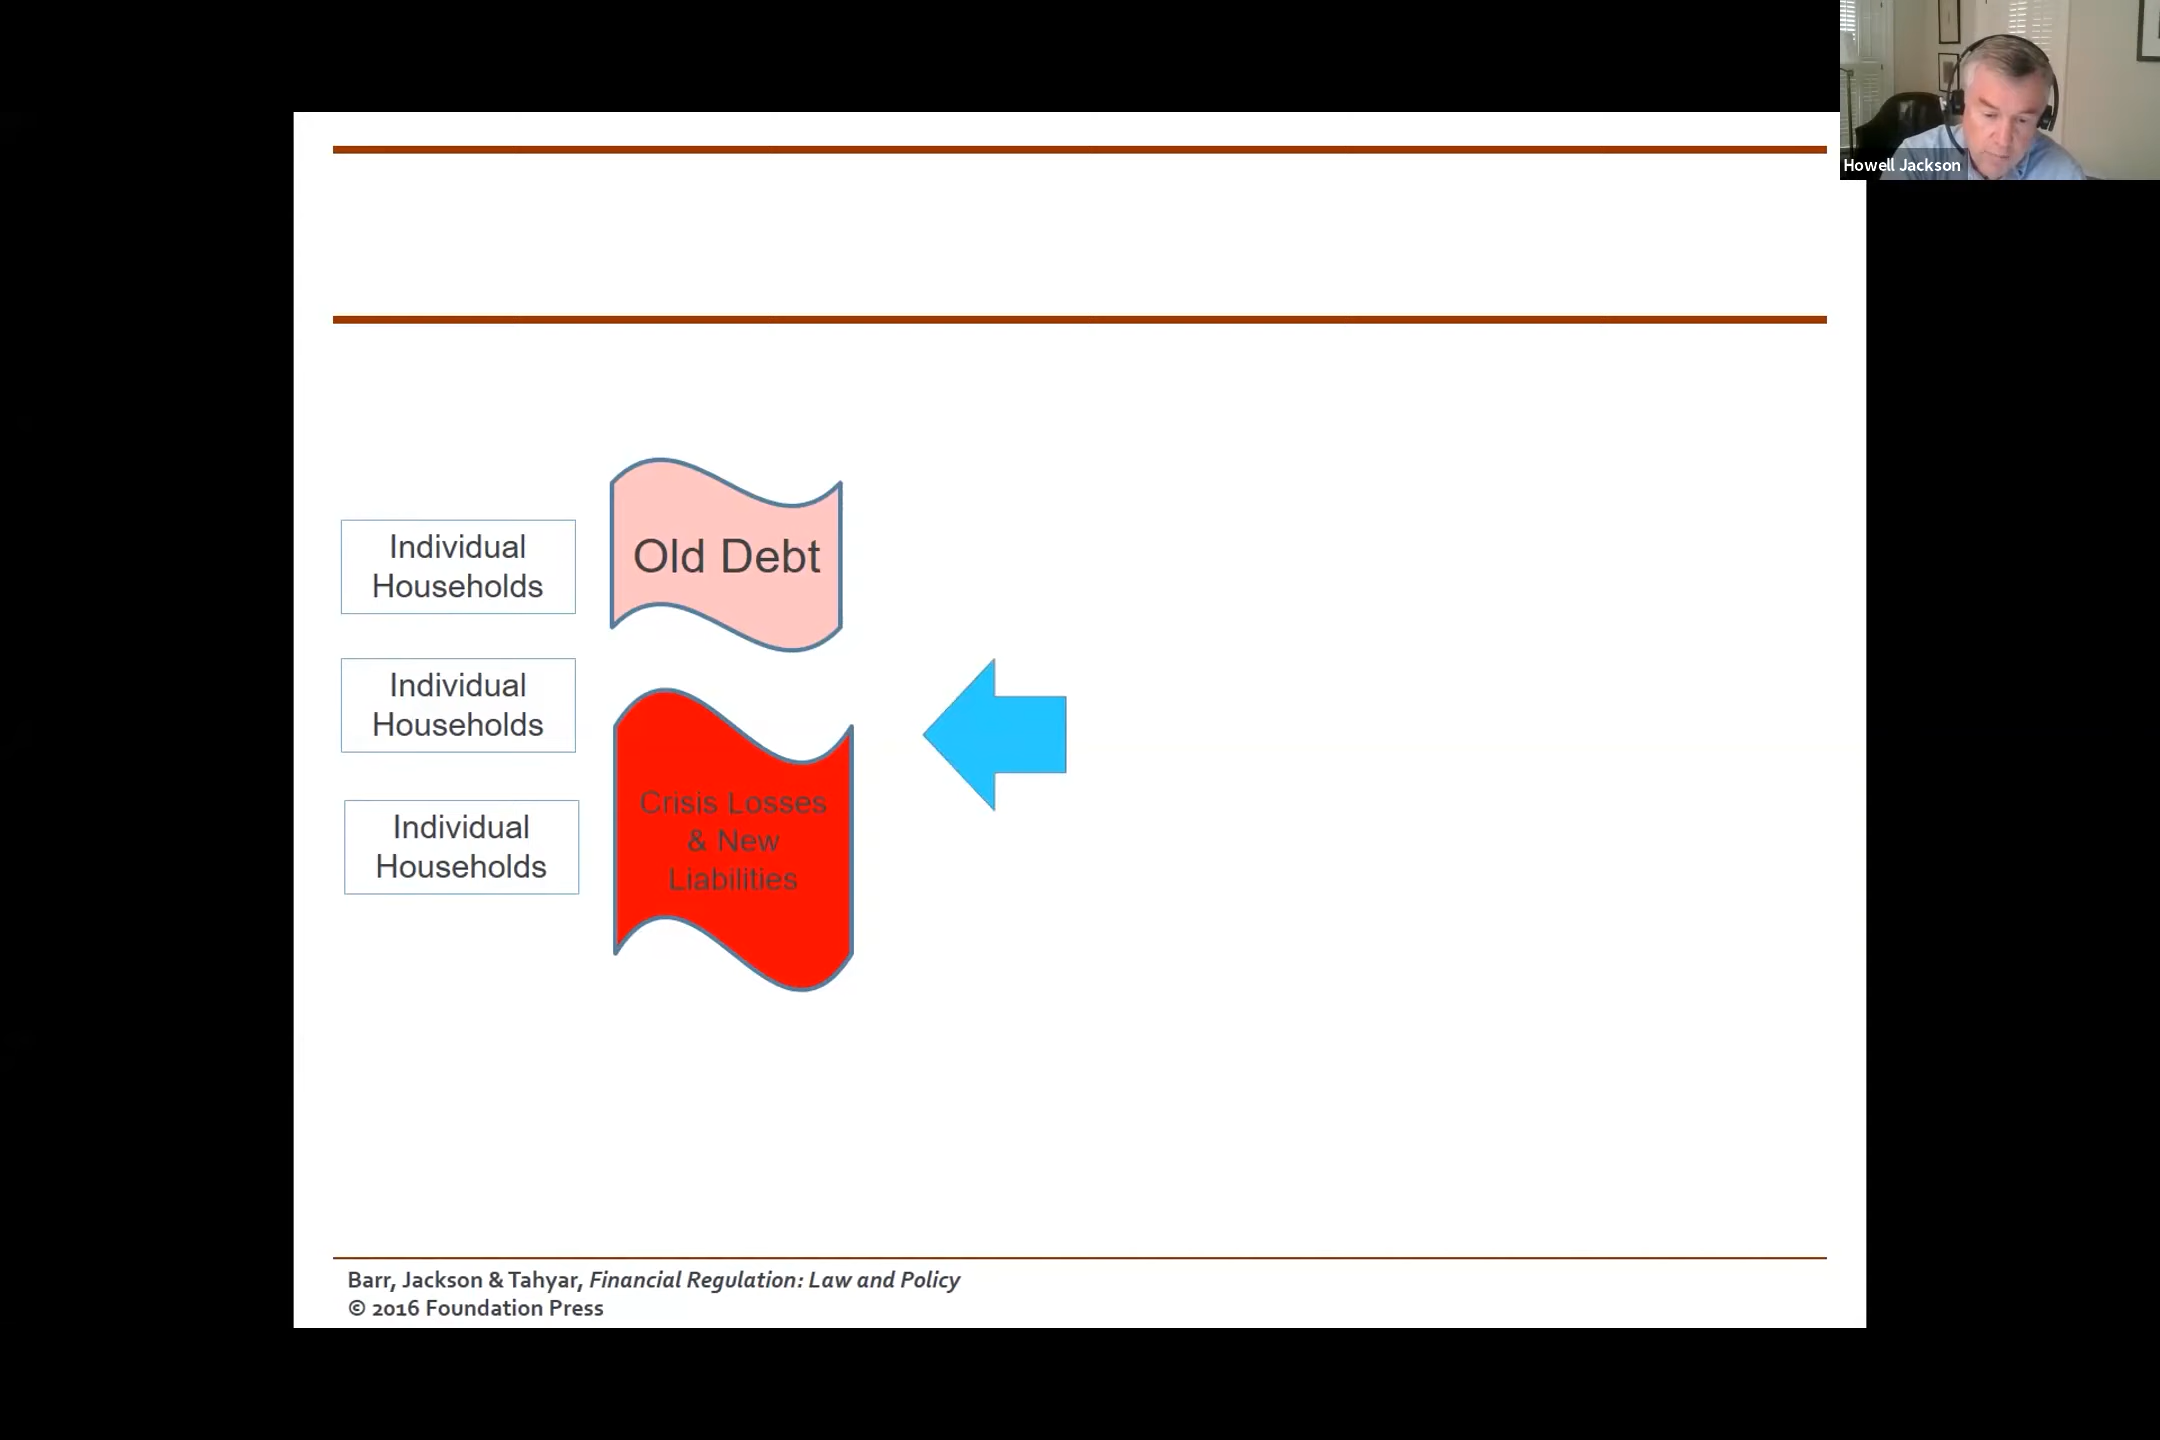 Howell Jackson
Individual
Households
Old Debt
Individual
Households
Individual
Households
Crisis Losses
& New
Liabilities
Barr, Jackson & Tahyar, Financial Regulation: Law and Policy
© 2016 Foundation Press